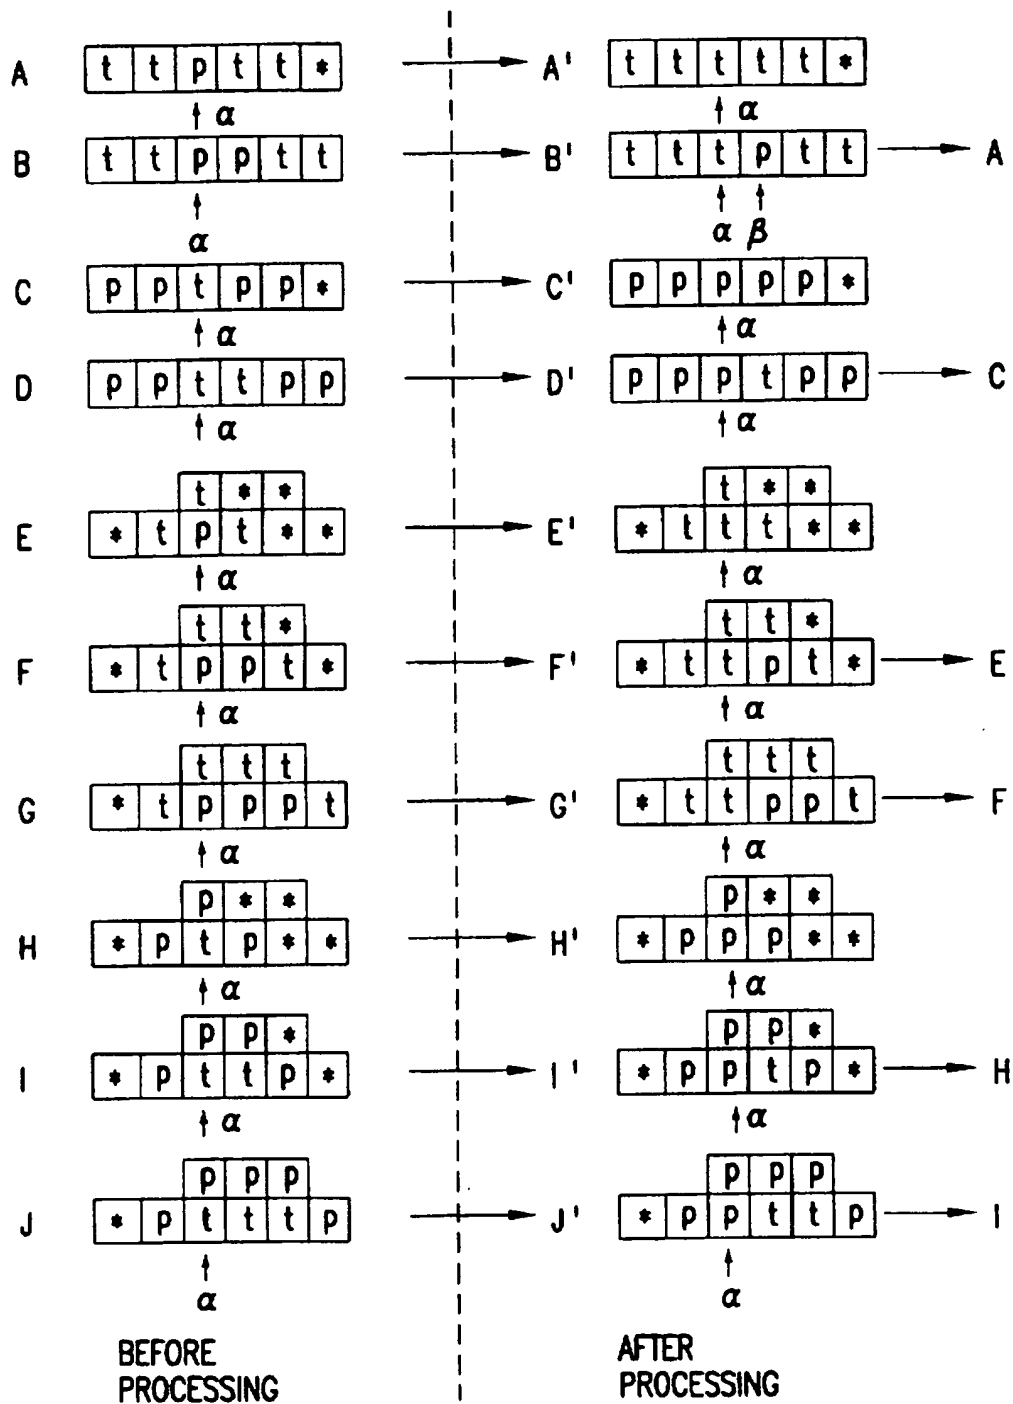 A t t p t t * A' t t t t t *
α α
B t t p p t t B' t t t p t t A
α α β
C p p t p p * C' p p p p p *
α α
D p p t t p p D' p p p t p p C
α α
t * * t * *
E * t p t * * E' * t t t * *
α α
t t * t t *
F * t p p t * F' * t t p t * E
α α
t t t t t t
G * t p p p t G' * t t p p t F
α α
p * * p * *
H * p t p * * H' * p p p * *
α α
p p * p p *
I * p t t p * I' * p p t p * H
α α
p p p p p p
J * p t t t p J' * p p t t p I
α α
BEFORE AFTER
PROCESSING PROCESSING